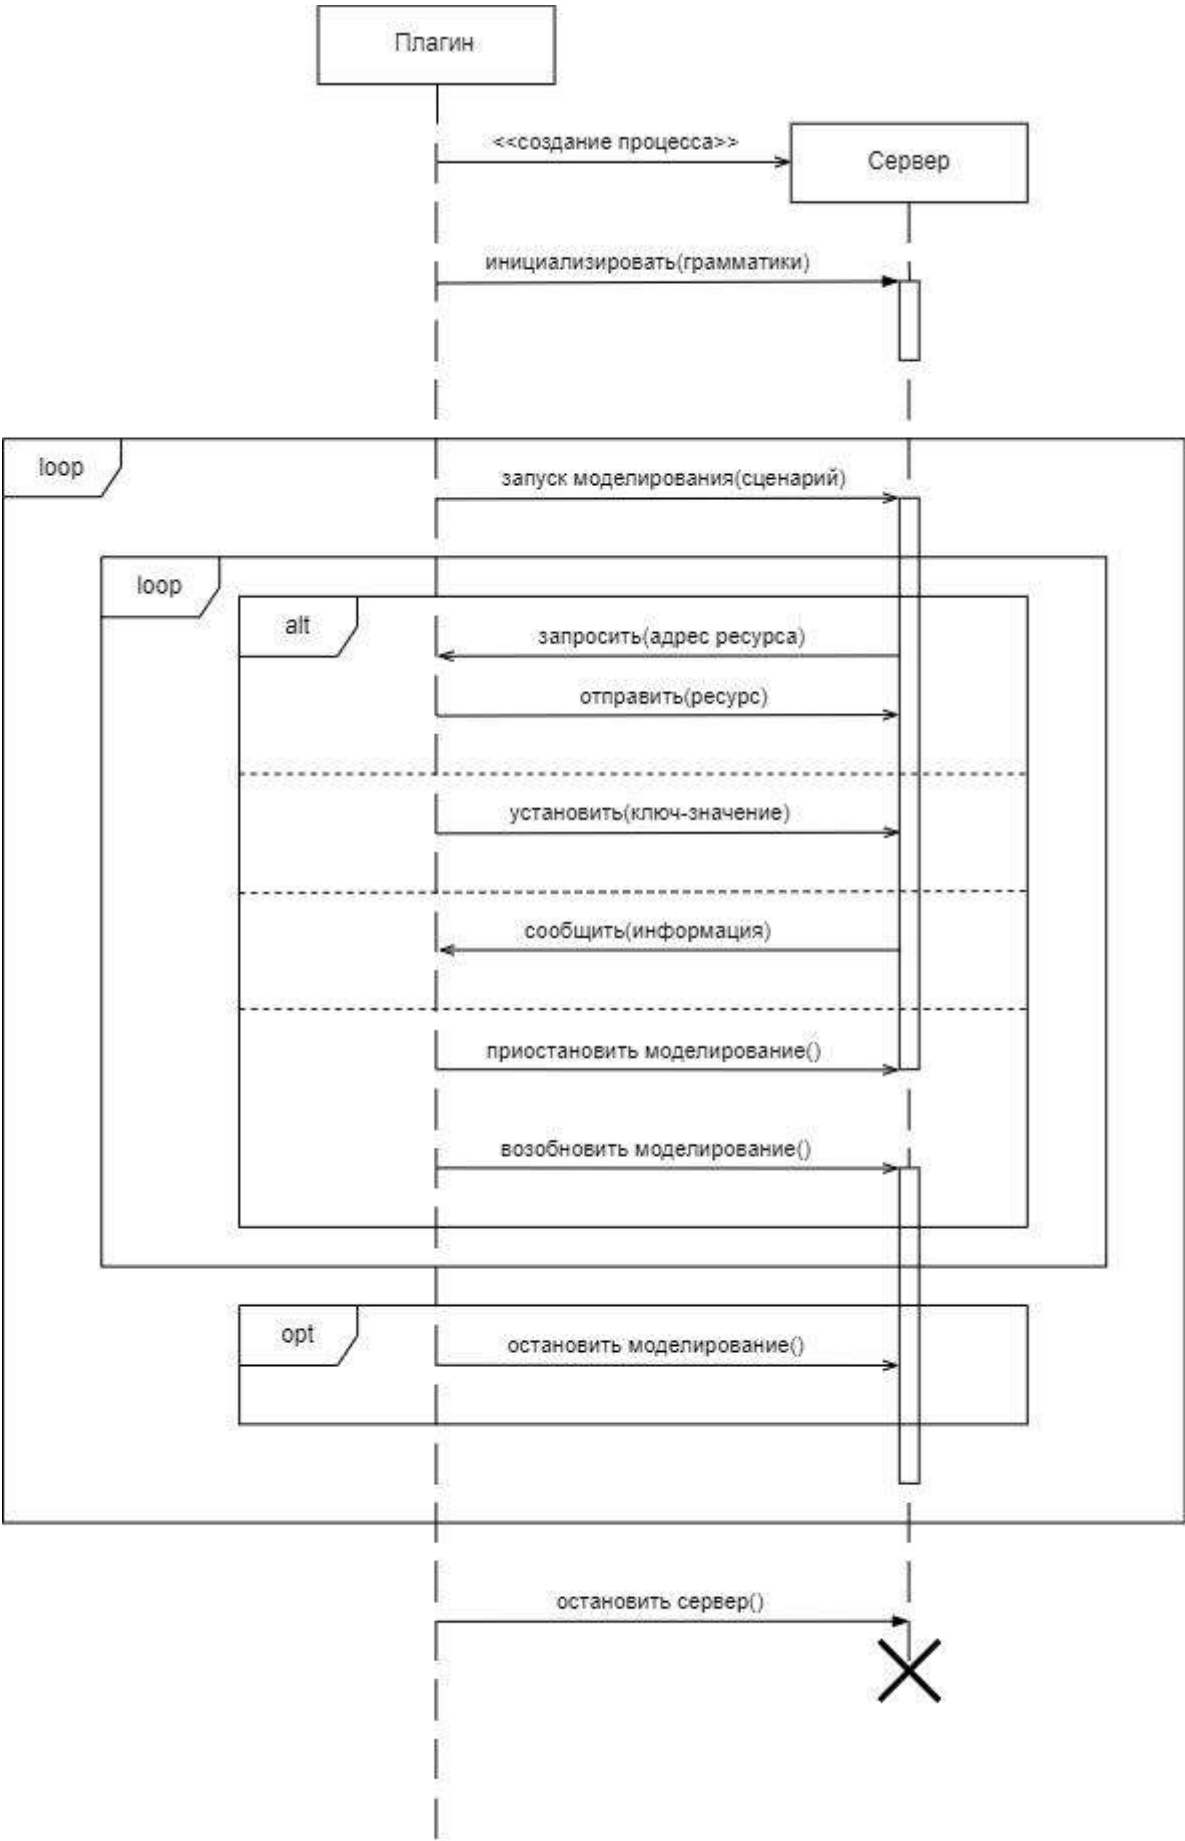 Плагин
<<создание процесса>>
Сервер
инициализировать(грамматики)
loop
запуск моделирования(сценарий)
loop
alt
запросить(адрес ресурса)
отправить(ресурс)
установить(ключ-значение)
сообщить(информация)
приостановить моделирование()
возобновить моделирование()
opt
остановить моделирование()
остановить сервер()